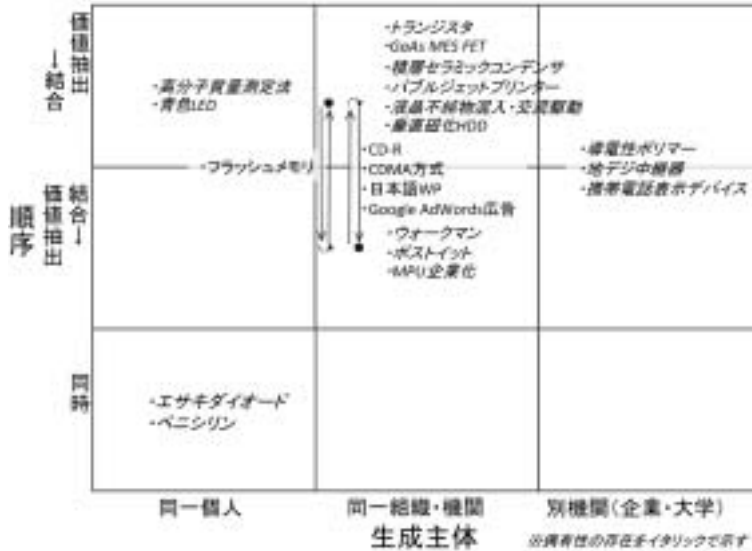 価値抽出
→結合
・高分子質量測定法
・青色LED
・トランジスタ
・GaAs MES FET
・積層セラミックコンデンサ
・バブルジェットプリンター
・液晶不純物混入・交流駆動
・垂直磁化HDD
・フラッシュメモリ
・CD-R
・CDMA方式
・日本語WP
・Google AdWords広告
・導電性ポリマー
・地デジ中継器
・携帯電話表示デバイス
・ウォークマン
・ポストイット
・MPU企業化
順序
結合→
価値抽出
同時
・エサキダイオード
・ペニシリン
同一個人
同一組織・機関
別機関(企業・大学)
生成主体
※偶有性の存在をイタリックで示す